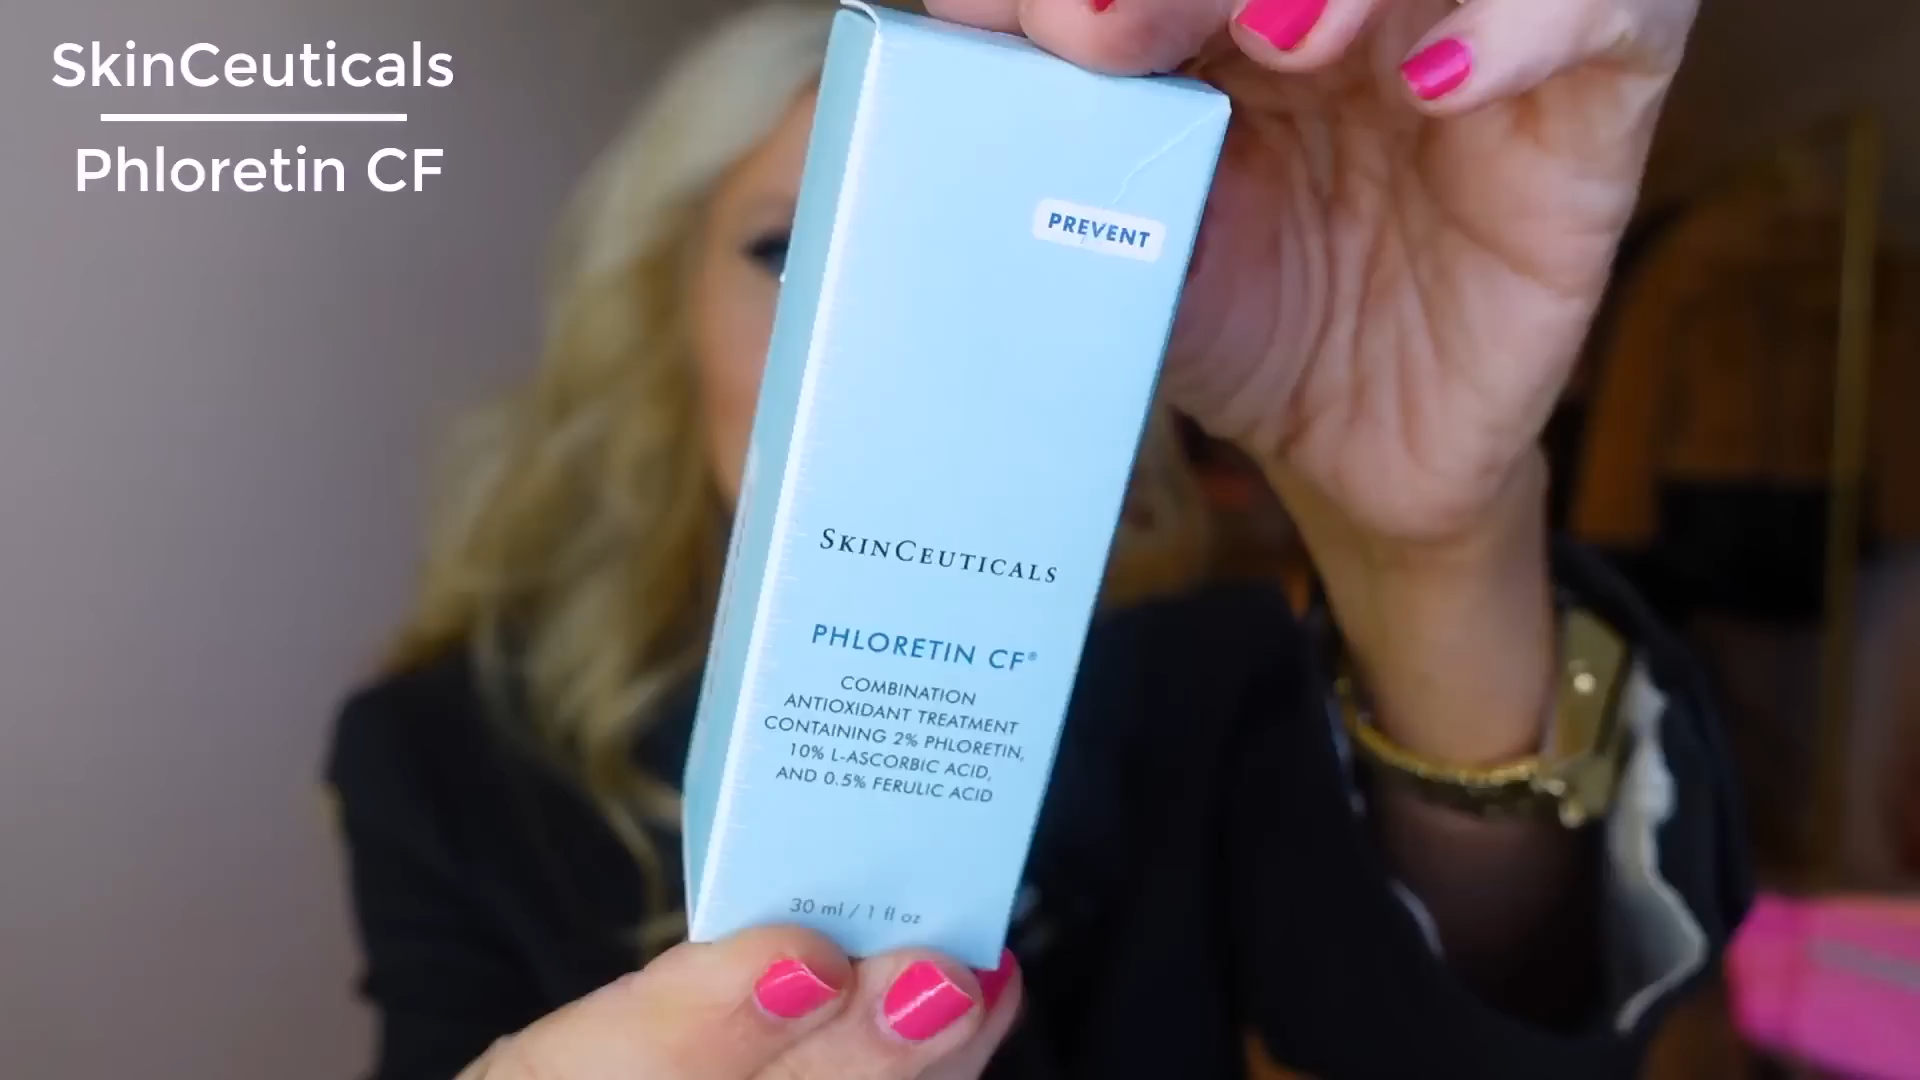 SkinCeuticals
Phloretin CF
PREVENT
SKINCEUTICALS
PHLORETIN CF®
COMBINATION
ANTIOXIDANT TREATMENT
CONTAINING 2% PHLORETIN,
10% L-ASCORBIC ACID,
AND 0.5% FERULIC ACID
30 ml / 1 fl oz